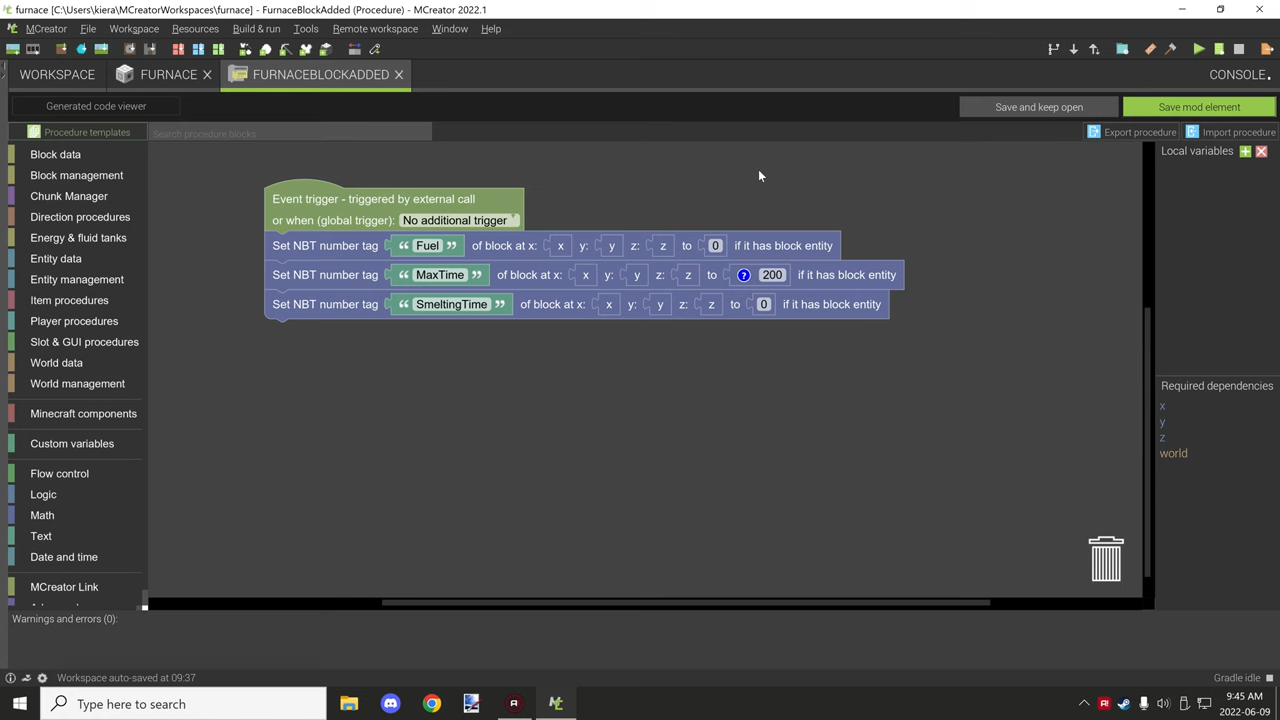 furnace [C:\Users\kiera\MCreatorWorkspaces\furnace] - FurnaceBlockAdded (Procedure) - MCreator 2022.1
MCreator File Workspace Resources Build & run Tools Remote workspace Window Help
WORKSPACE FURNACE FURNACEBLOCKADDED CONSOLE
Generated code viewer Save and keep open Save mod element
Procedure templates Search procedure blocks Export procedure Import procedure
Block data
Block management
Chunk Manager
Direction procedures
Energy & fluid tanks
Entity data
Entity management
Item procedures
Player procedures
Slot & GUI procedures
World data
World management
Minecraft components
Custom variables
Flow control
Logic
Math
Text
Date and time
MCreator Link
Event trigger - triggered by external call
or when (global trigger): No additional trigger
Set NBT number tag “ Fuel ” of block at x: x y: y z: z to 0 if it has block entity
Set NBT number tag “ MaxTime ” of block at x: x y: y z: z to ? 200 if it has block entity
Set NBT number tag “ SmeltingTime ” of block at x: x y: y z: z to 0 if it has block entity
Local variables
Required dependencies
x
y
z
world
Warnings and errors (0):
Workspace auto-saved at 09:37 Gradle idle
Type here to search
9:45 AM
2022-06-09